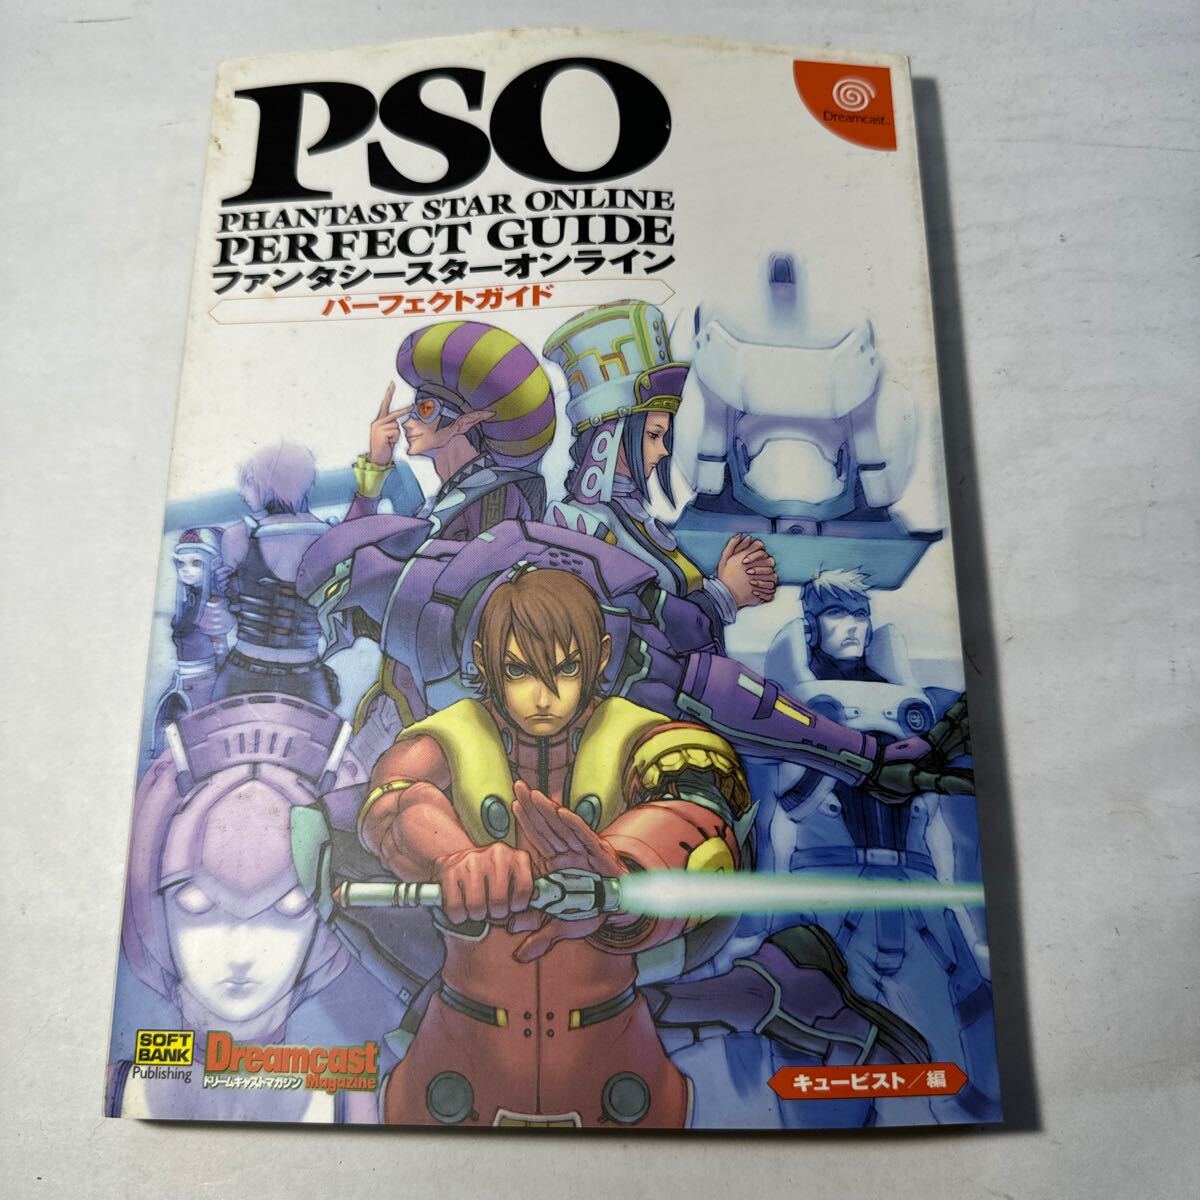 PSO
Dreamcast™
PHANTASY STAR ONLINE
PERFECT GUIDE
ファンタシースターオンライン
パーフェクトガイド
SOFT
BANK
Publishing
Dreamcast
ドリームキャストマガジン Magazine
キュービスト/編